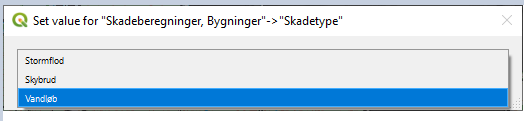 Set value for "Skadeberegninger, Bygninger"->"Skadetype"
Stormflod
Skybrud
Vandløb